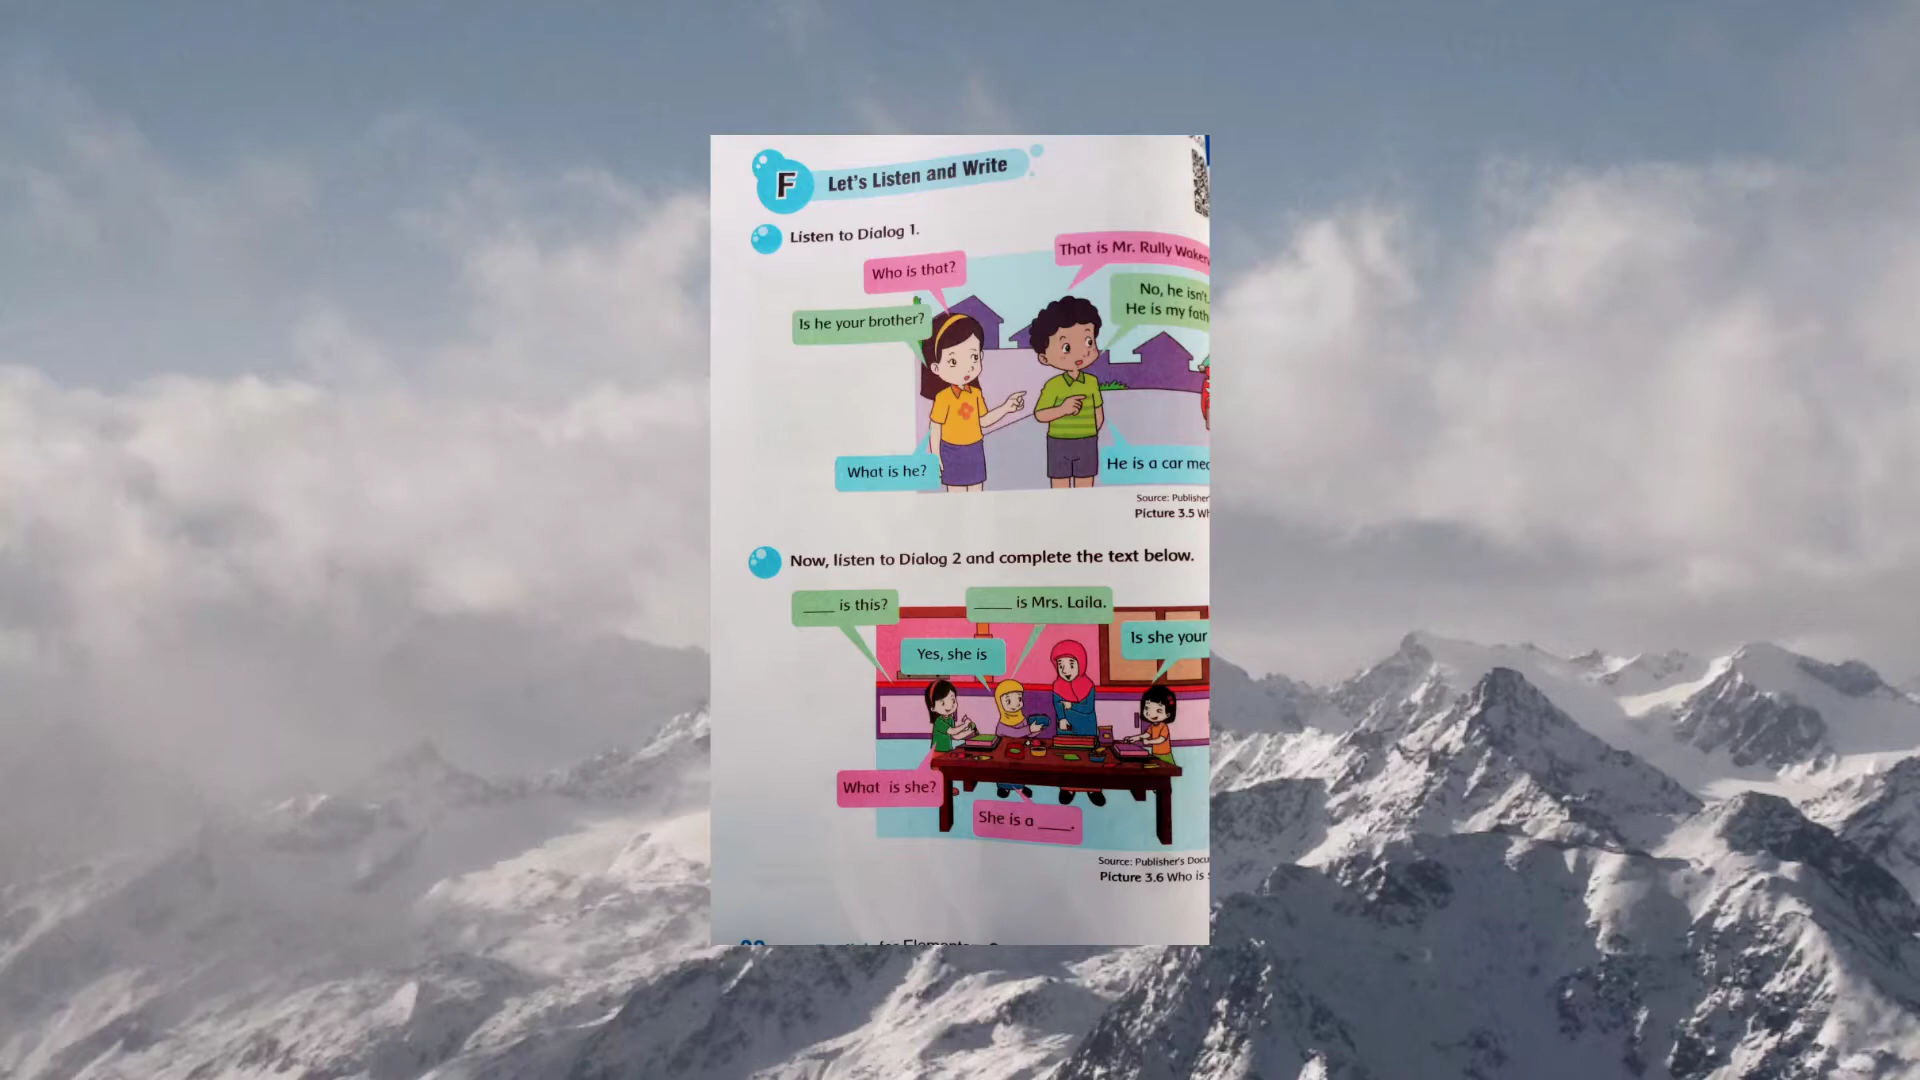 F
Let's Listen and Write
Listen to Dialog 1.
Who is that?
That is Mr. Rully
Is he your brother?
No, he isn't.
He is my
What is he?
He is a car
Source:
Picture 3.5
Now, listen to Dialog 2 and complete the text below.
____ is this?
____ is Mrs. Laila.
Is she your
Yes, she is
What is she?
She is a ____.
Source: Publisher's
Picture 3.6 Who is